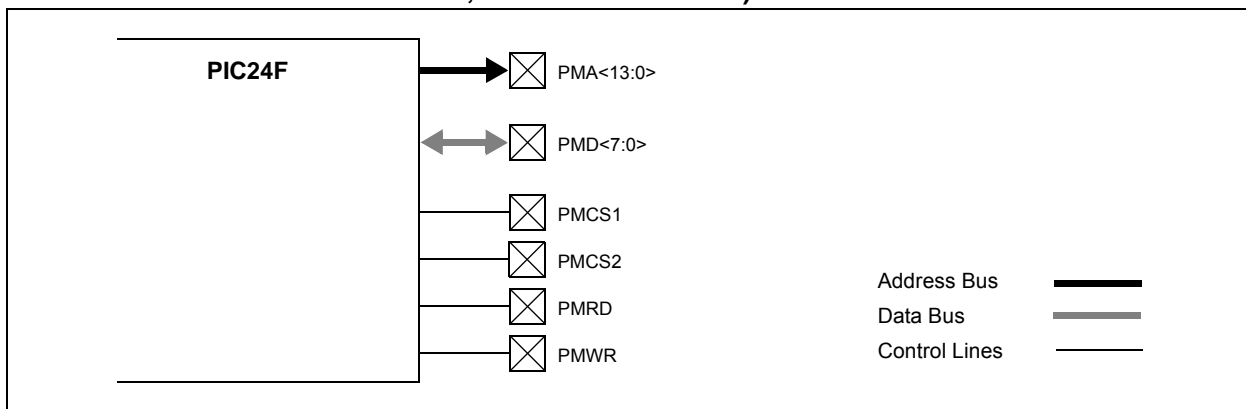 PIC24F
PMA<13:0>
PMD<7:0>
PMCS1
PMCS2
PMRD
PMWR
Address Bus
Data Bus
Control Lines